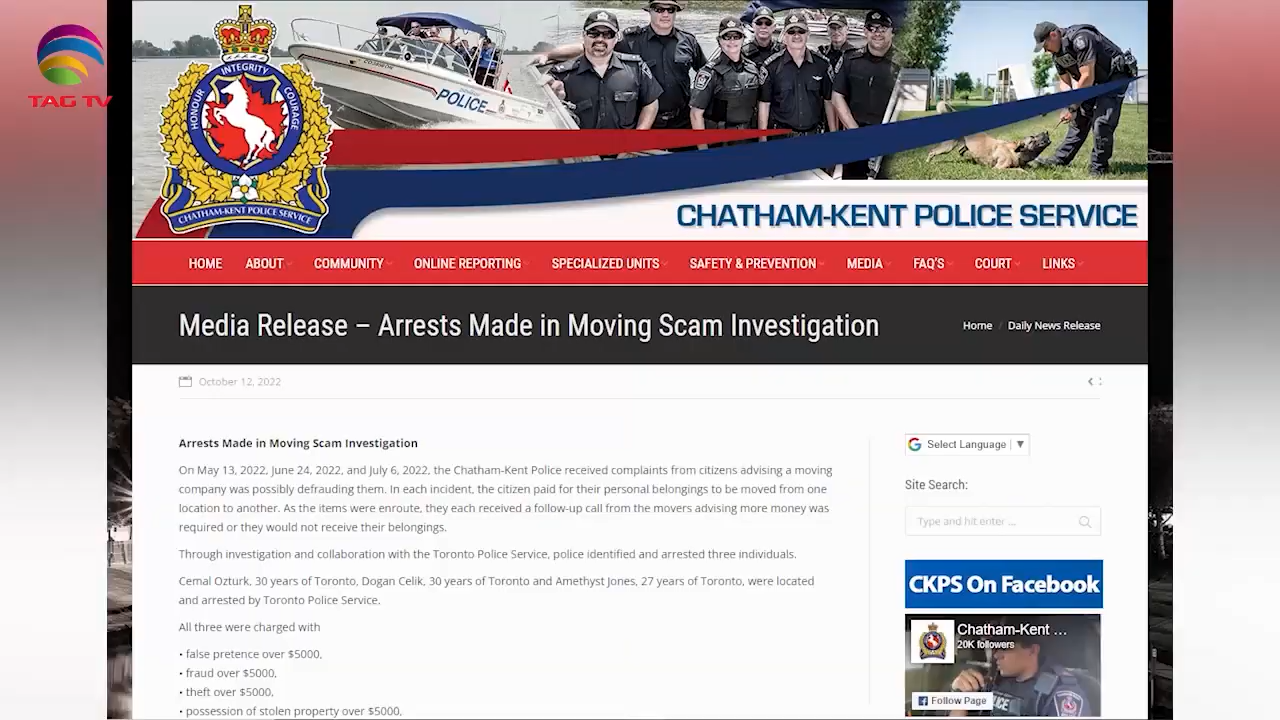 TAG TV
INTEGRITY
HONOUR
COURAGE
CHATHAM-KENT POLICE SERVICE
POLICE
CHATHAM-KENT POLICE SERVICE
HOME ABOUT COMMUNITY ONLINE REPORTING SPECIALIZED UNITS SAFETY & PREVENTION MEDIA FAQ'S COURT LINKS
Media Release – Arrests Made in Moving Scam Investigation
Home / Daily News Release
October 12, 2022
Arrests Made in Moving Scam Investigation
On May 13, 2022, June 24, 2022, and July 6, 2022, the Chatham-Kent Police received complaints from citizens advising a moving
company was possibly defrauding them. In each incident, the citizen paid for their personal belongings to be moved from one
location to another. As the items were enroute, they each received a follow-up call from the movers advising more money was
required or they would not receive their belongings.
Through investigation and collaboration with the Toronto Police Service, police identified and arrested three individuals.
Cemal Ozturk, 30 years of Toronto, Dogan Celik, 30 years of Toronto and Amethyst Jones, 27 years of Toronto, were located
and arrested by Toronto Police Service.
All three were charged with
• false pretence over $5000,
• fraud over $5000,
• theft over $5000,
• possession of stolen property over $5000,
Select Language ▼
Site Search:
Type and hit enter ...
CKPS On Facebook
Chatham-Kent ...
20K followers
Follow Page